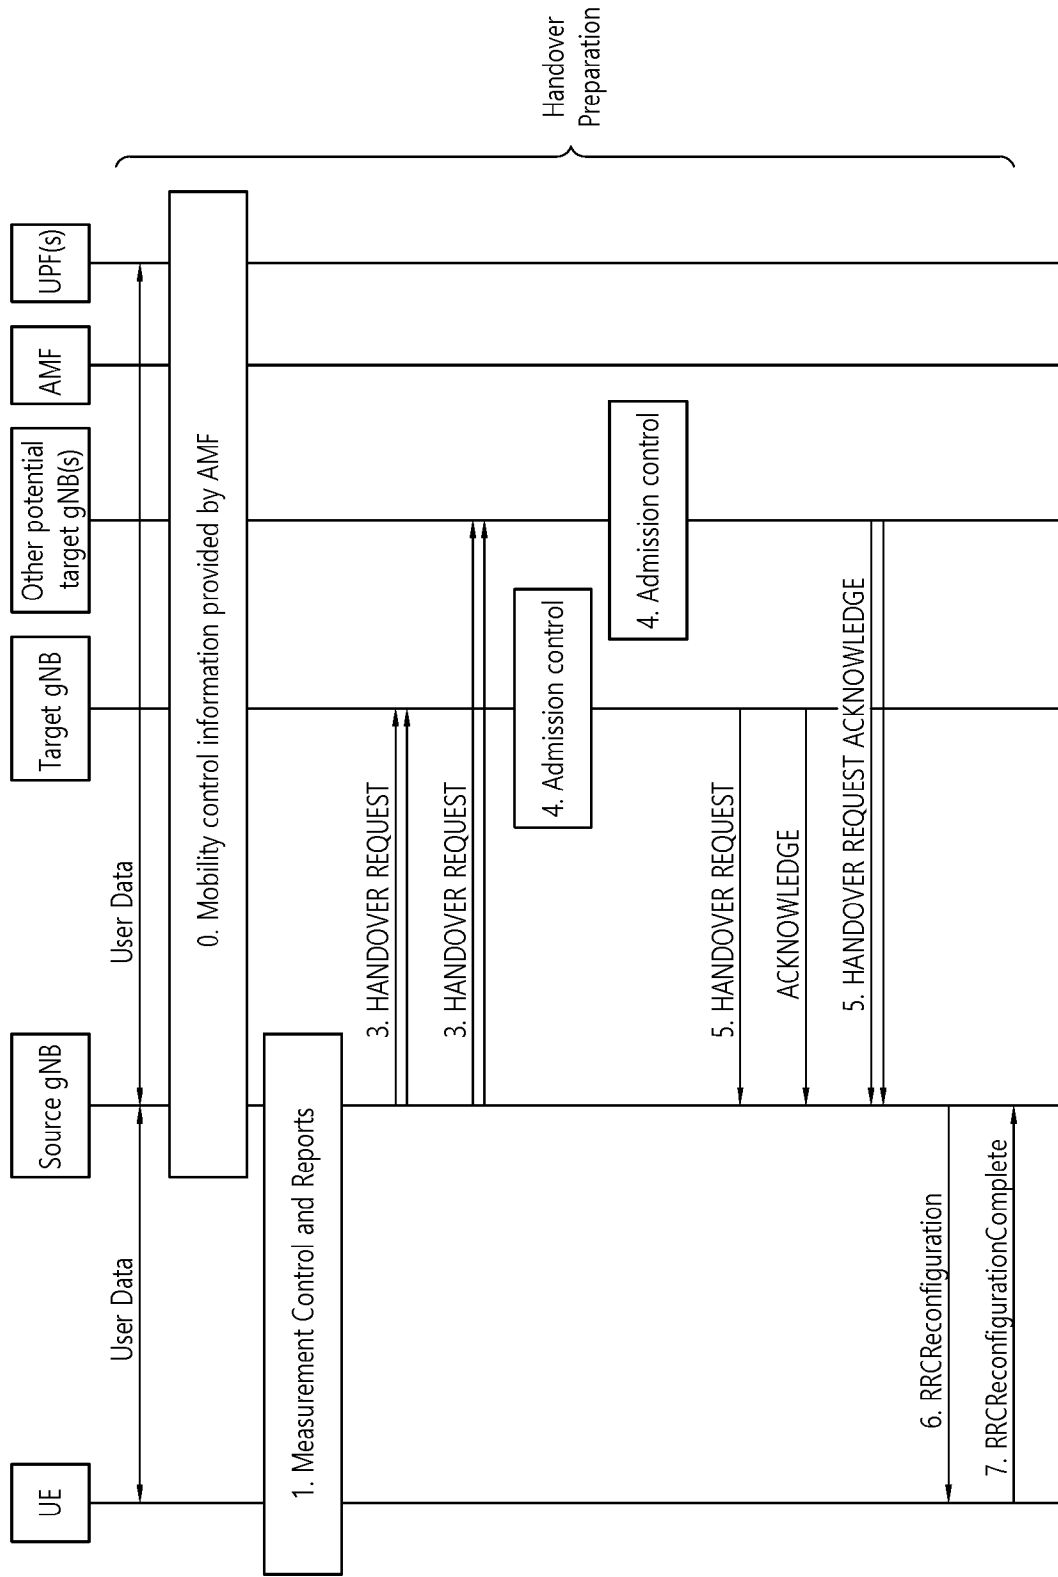 UE
Source gNB
Target gNB
Other potential
target gNB(s)
AMF
UPF(s)
User Data
User Data
0. Mobility control information provided by AMF
1. Measurement Control and Reports
3. HANDOVER REQUEST
3. HANDOVER REQUEST
4. Admission control
4. Admission control
5. HANDOVER REQUEST
ACKNOWLEDGE
5. HANDOVER REQUEST ACKNOWLEDGE
6. RRCReconfiguration
7. RRCReconfigurationComplete
Handover
Preparation